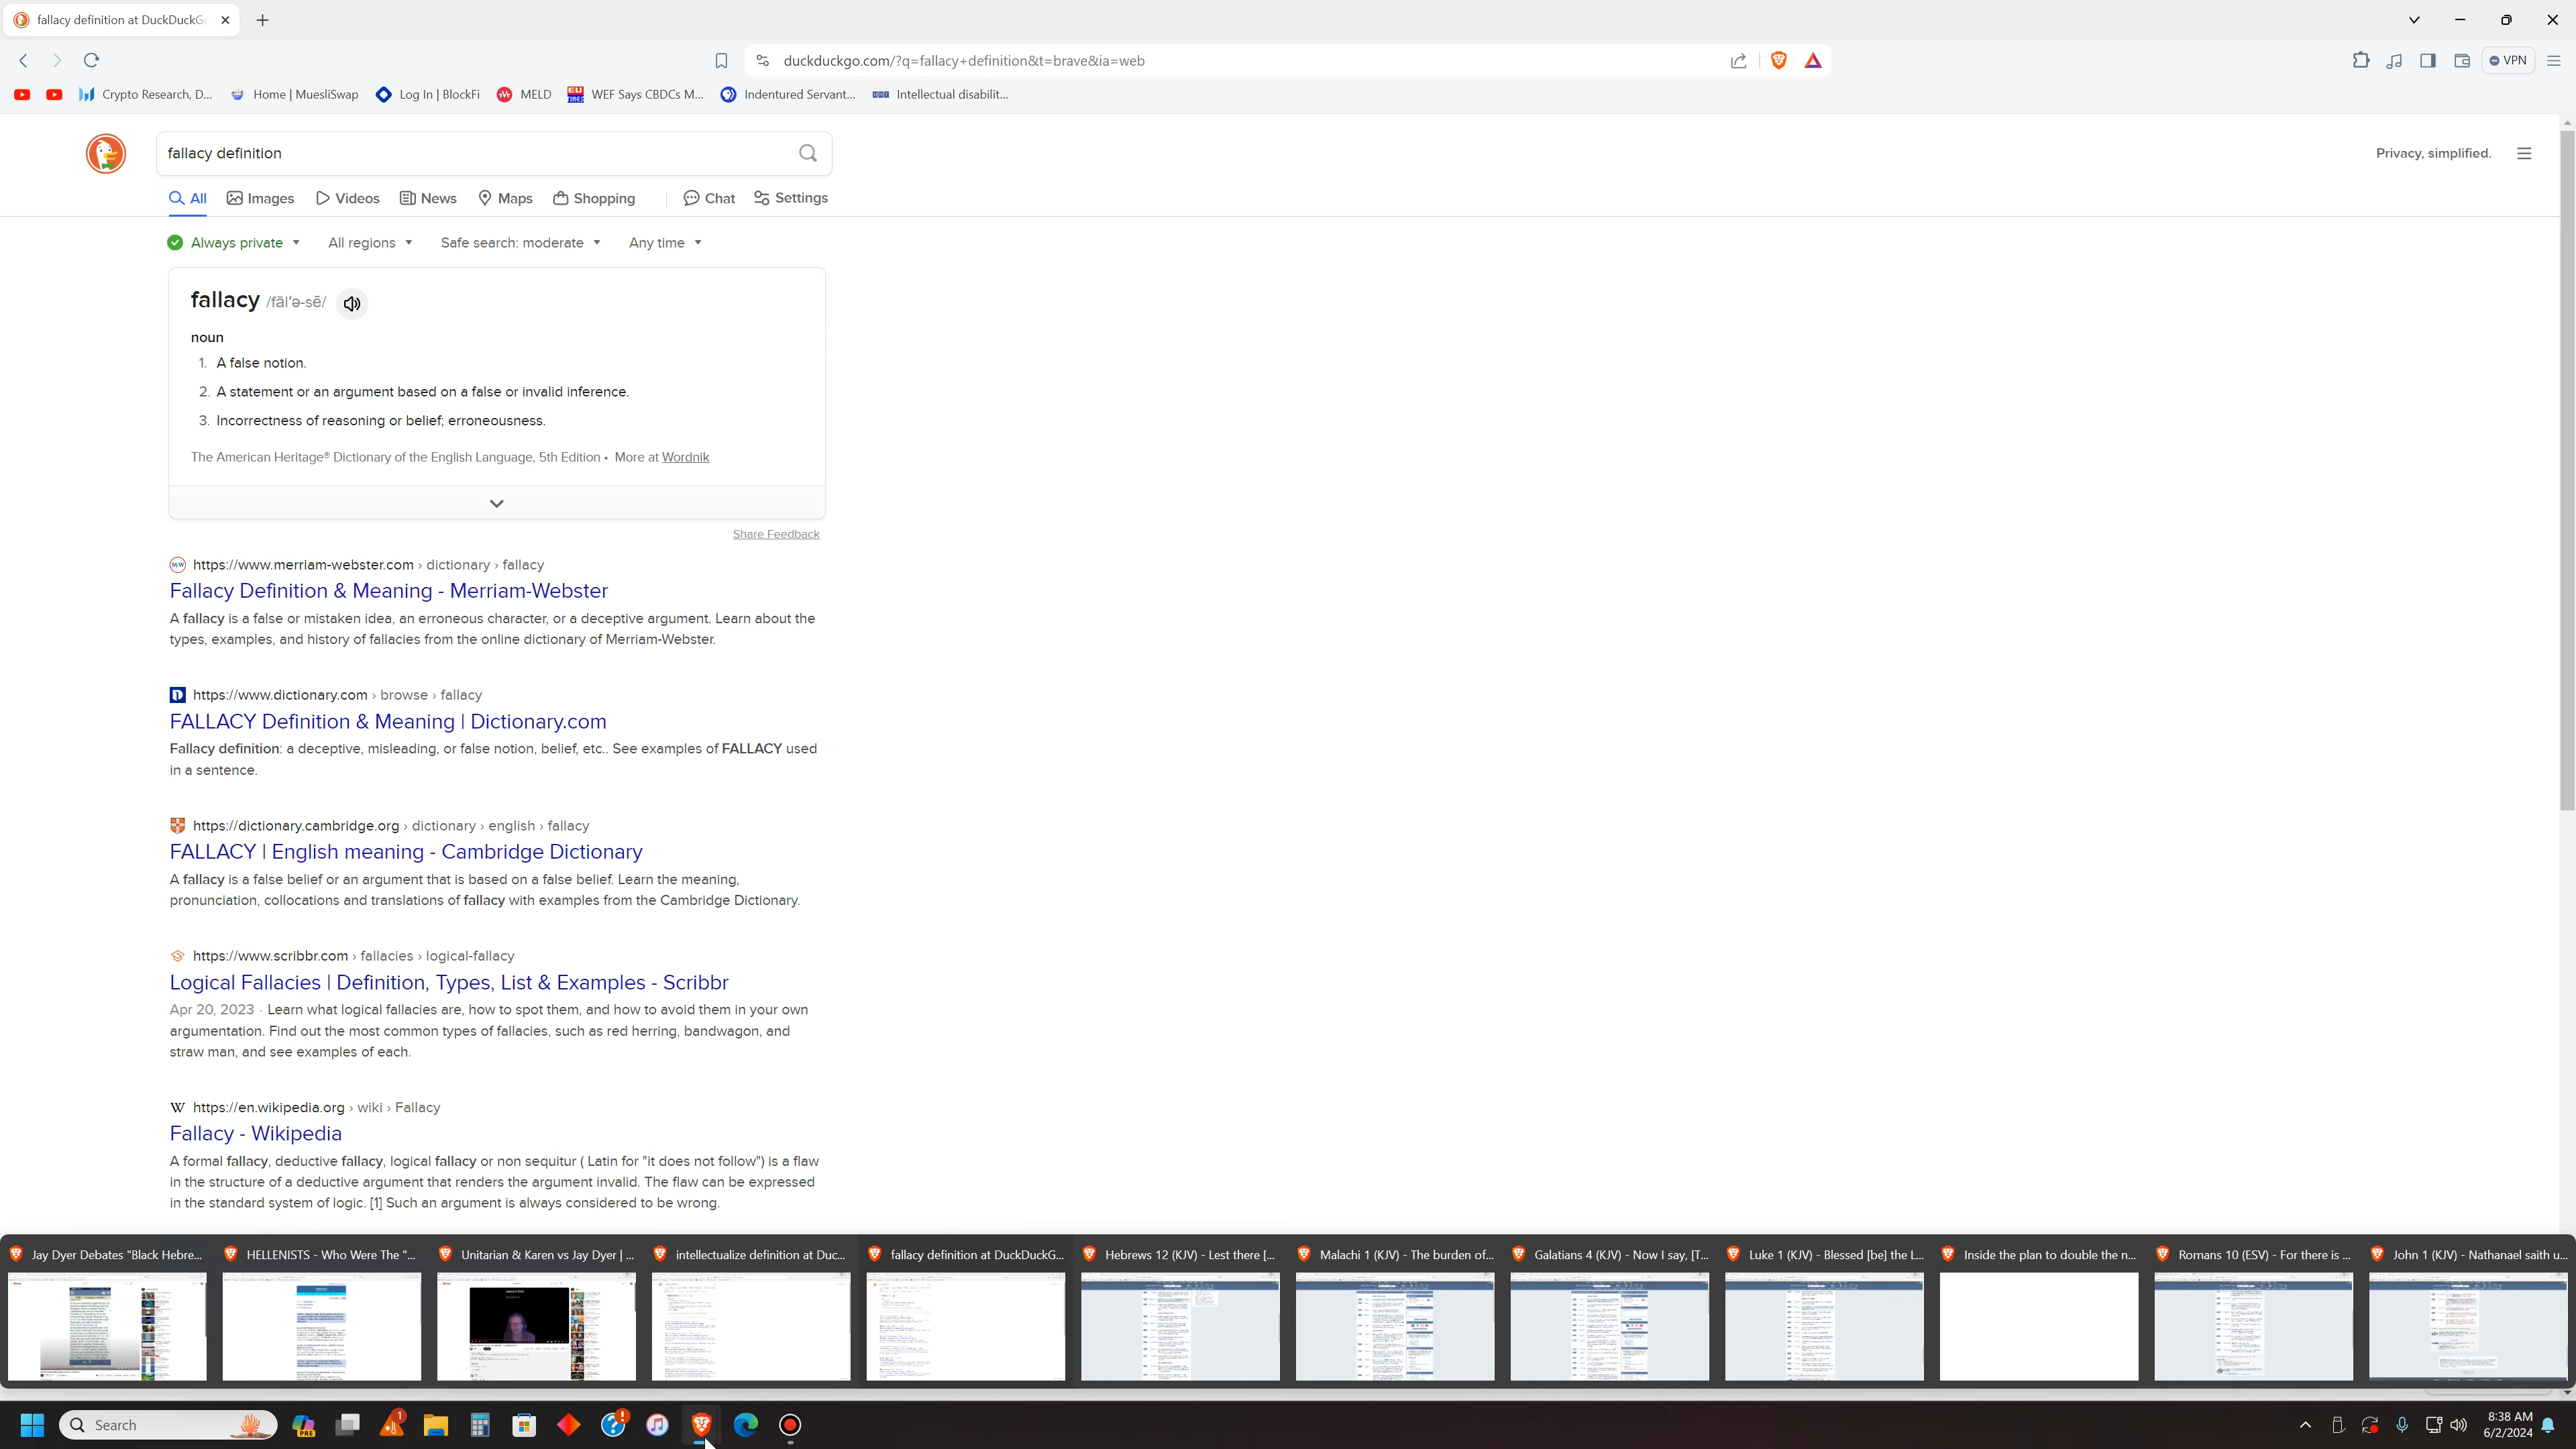 fallacy definition at DuckDuckGo
duckduckgo.com/?q=fallacy+definition&t=brave&ia=web
VPN
Crypto Research, D...
Home | MuesliSwap
Log In | BlockFi
MELD
WEF Says CBDCs M...
Indentured Servant...
Intellectual disabilit...
fallacy definition
Privacy, simplified.
All
Images
Videos
News
Maps
Shopping
Chat
Settings
Always private
All regions
Safe search: moderate
Any time
fallacy /făl′ə-sē/
noun
1. A false notion.
2. A statement or an argument based on a false or invalid inference.
3. Incorrectness of reasoning or belief; erroneousness.
The American Heritage® Dictionary of the English Language, 5th Edition • More at Wordnik
Share Feedback
https://www.merriam-webster.com › dictionary › fallacy
Fallacy Definition & Meaning - Merriam-Webster
A fallacy is a false or mistaken idea, an erroneous character, or a deceptive argument. Learn about the
types, examples, and history of fallacies from the online dictionary of Merriam-Webster.
https://www.dictionary.com › browse › fallacy
FALLACY Definition & Meaning | Dictionary.com
Fallacy definition: a deceptive, misleading, or false notion, belief, etc.. See examples of FALLACY used
in a sentence.
https://dictionary.cambridge.org › dictionary › english › fallacy
FALLACY | English meaning - Cambridge Dictionary
A fallacy is a false belief or an argument that is based on a false belief. Learn the meaning,
pronunciation, collocations and translations of fallacy with examples from the Cambridge Dictionary.
https://www.scribbr.com › fallacies › logical-fallacy
Logical Fallacies | Definition, Types, List & Examples - Scribbr
Apr 20, 2023 · Learn what logical fallacies are, how to spot them, and how to avoid them in your own
argumentation. Find out the most common types of fallacies, such as red herring, bandwagon, and
straw man, and see examples of each.
W https://en.wikipedia.org › wiki › Fallacy
Fallacy - Wikipedia
A formal fallacy, deductive fallacy, logical fallacy or non sequitur ( Latin for "it does not follow") is a flaw
in the structure of a deductive argument that renders the argument invalid. The flaw can be expressed
in the standard system of logic. [1] Such an argument is always considered to be wrong.
Jay Dyer Debates "Black Hebre...
HELLENISTS - Who Were The "...
Unitarian & Karen vs Jay Dyer | ...
intellectualize definition at Duc...
fallacy definition at DuckDuckG...
Hebrews 12 (KJV) - Lest there [...
Malachi 1 (KJV) - The burden of...
Galatians 4 (KJV) - Now I say, [T...
Luke 1 (KJV) - Blessed [be] the L...
Inside the plan to double the n...
Romans 10 (ESV) - For there is ...
John 1 (KJV) - Nathanael saith u...
Search
PRE
1
8:38 AM
6/2/2024